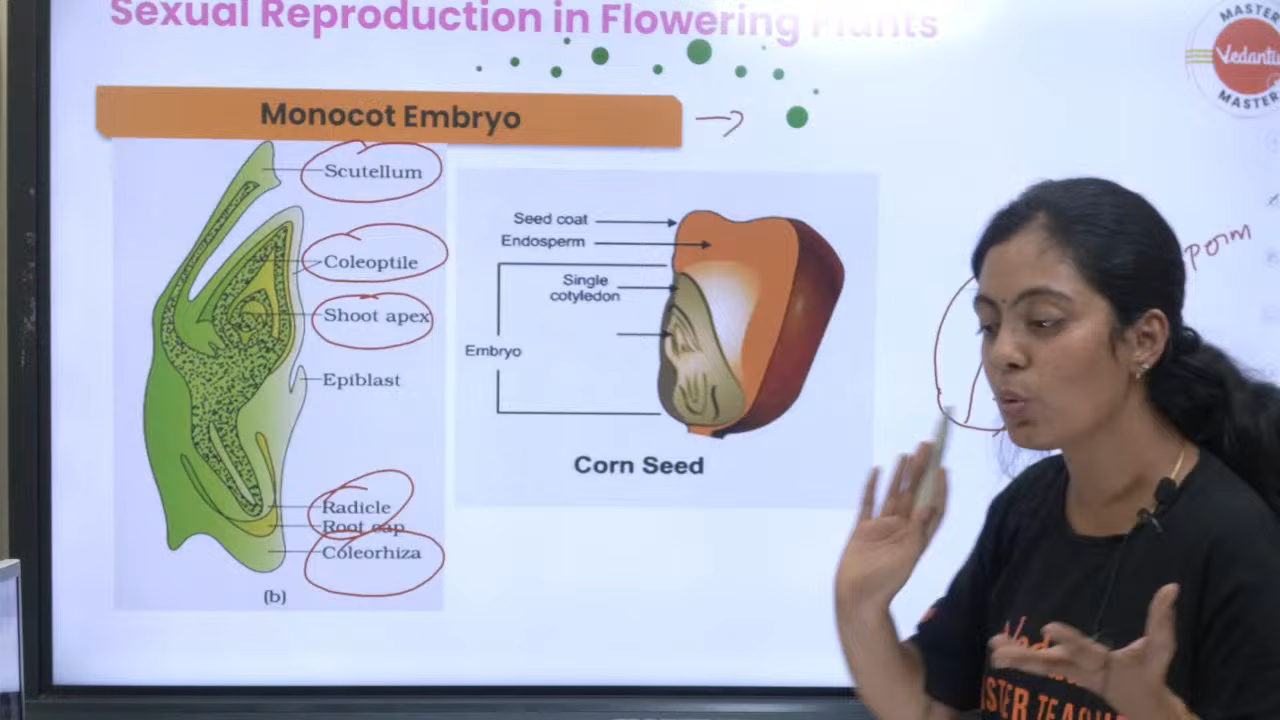 Sexual Reproduction in Flowering Plants
MASTER
Vedantu
MASTER
Monocot Embryo
Scutellum
Coleoptile
Shoot apex
Epiblast
Radicle
Root cap
Coleorhiza
(b)
Seed coat
Endosperm
Single
cotyledon
Embryo
Corn Seed
perm